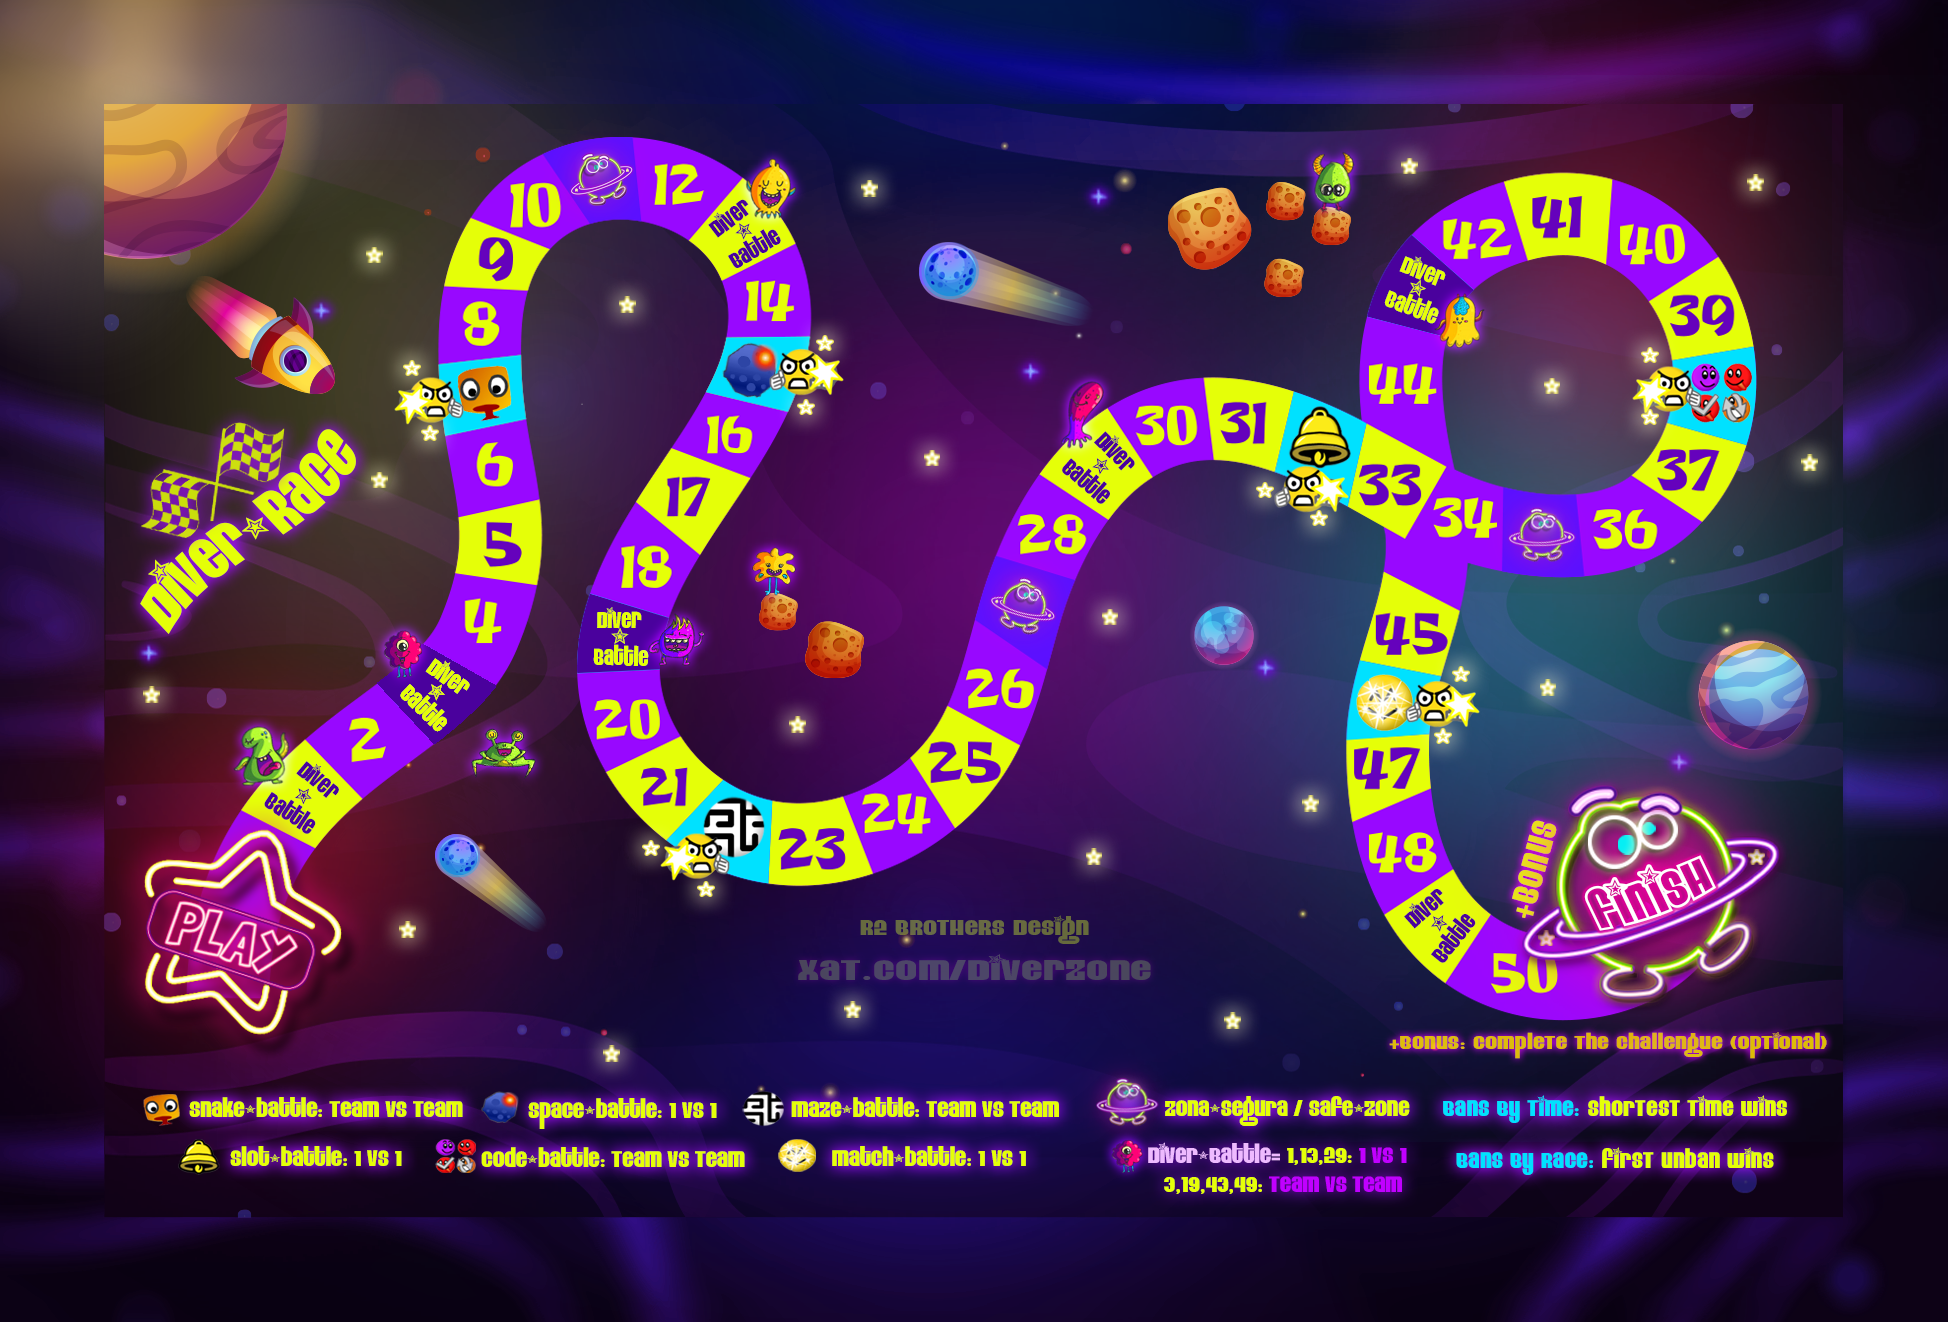 Diver☆Race
PLAY
Diver☆Battle
2
Diver☆Battle
4
5
6
8
9
10
12
Diver☆Battle
14
16
17
18
Diver☆Battle
20
21
23
24
25
26
28
Diver☆Battle
30
31
33
34
36
37
39
40
41
42
Diver☆Battle
44
45
47
48
Diver☆Battle
50
+Bonus
Finish
R2 Brothers Design
xat.com/Diverzone
+Bonus: complete the challengue (optional)
snake☆battle: Team vs Team
space☆battle: 1 vs 1
maze☆battle: Team vs Team
zona☆segura / safe☆zone
Bans by Time: shortest time wins
slot☆battle: 1 vs 1
code☆battle: Team vs Team
match☆battle: 1 vs 1
Diver☆Battle= 1,13,29: 1 vs 1
3,19,43,49: Team vs Team
Bans by Race: first unban wins